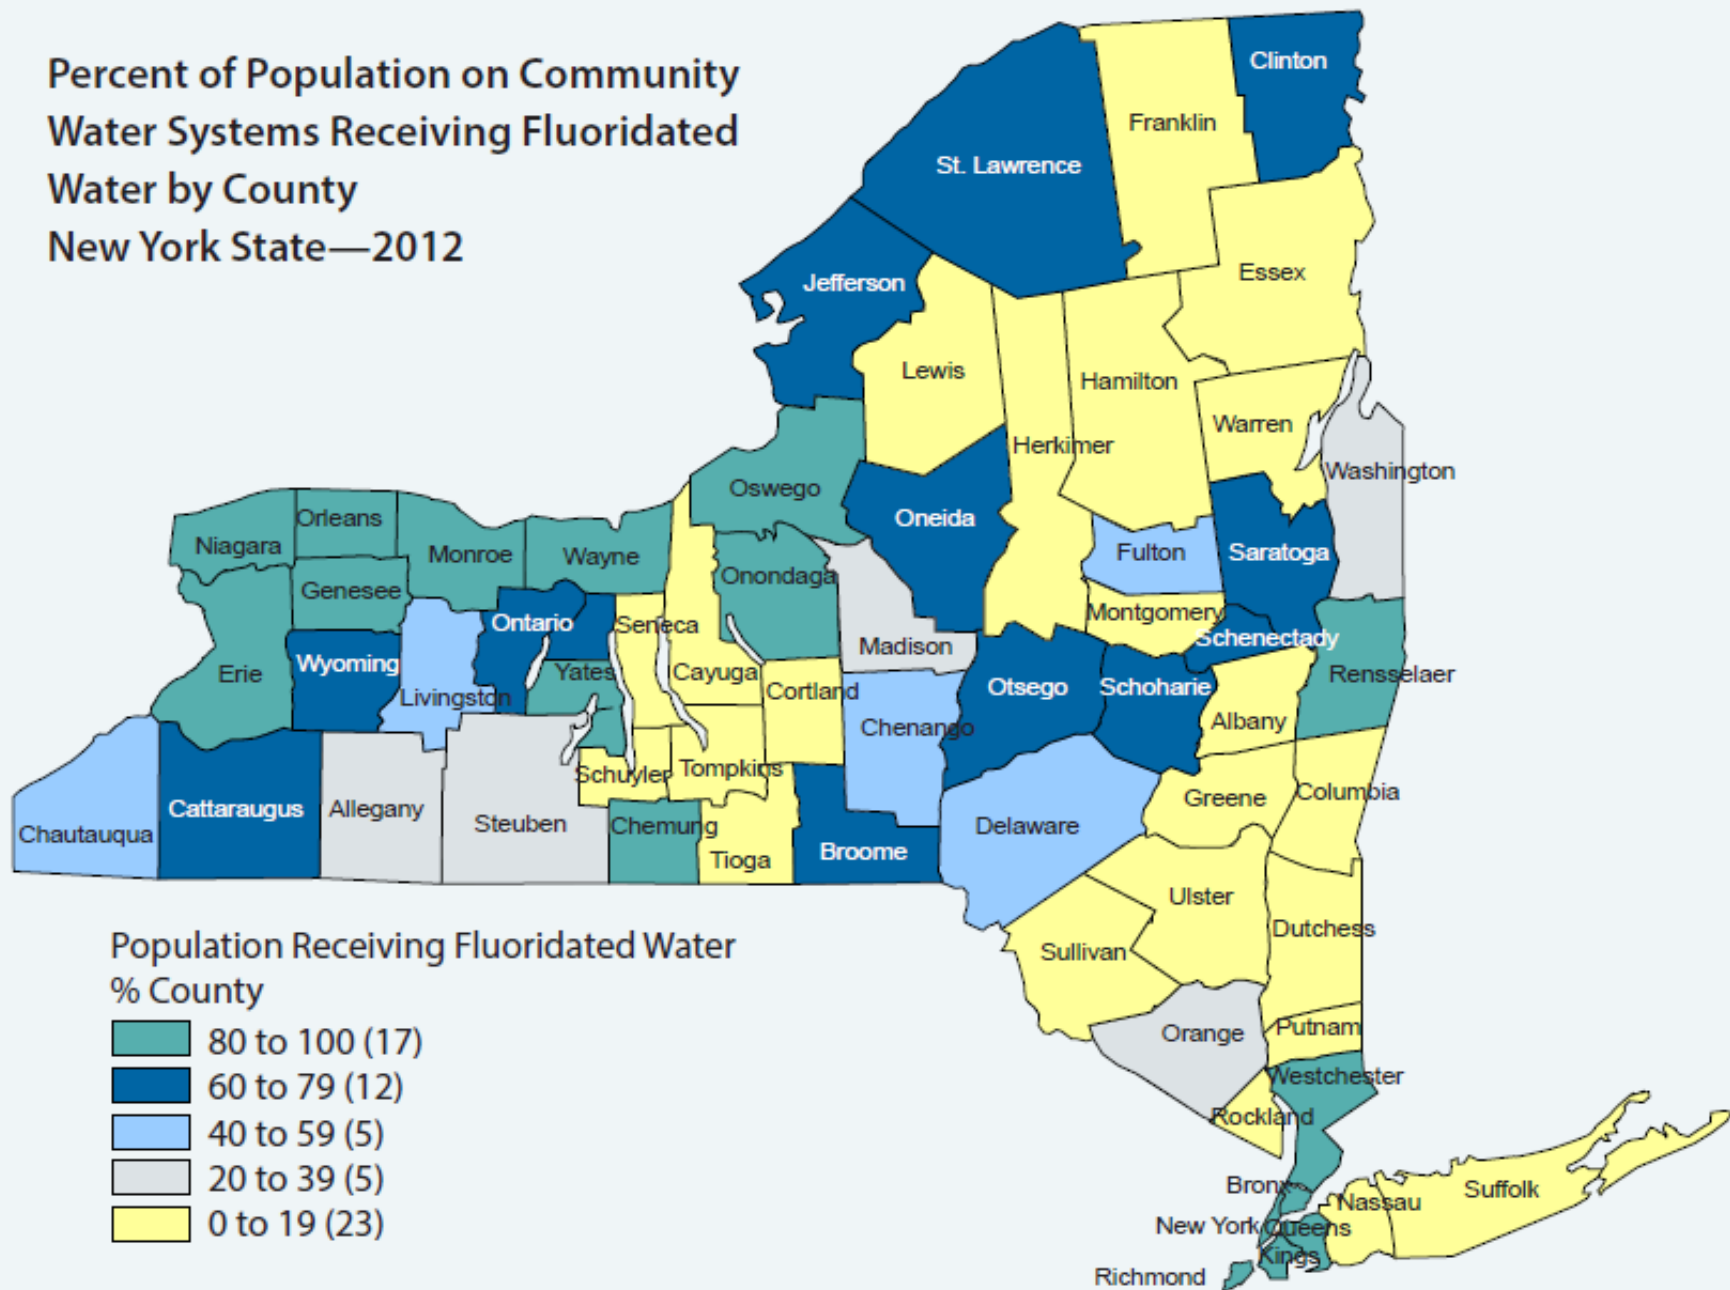 Percent of Population on Community
Water Systems Receiving Fluoridated
Water by County
New York State—2012
Clinton
Franklin
St. Lawrence
Essex
Jefferson
Lewis
Hamilton
Warren
Herkimer
Washington
Oswego
Oneida
Orleans
Niagara
Monroe
Wayne
Fulton
Saratoga
Onondaga
Genesee
Montgomery
Ontario
Seneca
Schenectady
Madison
Wyoming
Erie
Yates
Cayuga
Rensselaer
Livingston
Cortland
Otsego
Schoharie
Chenango
Albany
Schuyler
Tompkins
Greene
Columbia
Cattaraugus
Allegany
Steuben
Chemung
Delaware
Chautauqua
Tioga
Broome
Ulster
Dutchess
Sullivan
Orange
Putnam
Westchester
Rockland
Bronx
Nassau
Suffolk
New York
Queens
Kings
Richmond
Population Receiving Fluoridated Water
% County
80 to 100 (17)
60 to 79 (12)
40 to 59 (5)
20 to 39 (5)
0 to 19 (23)